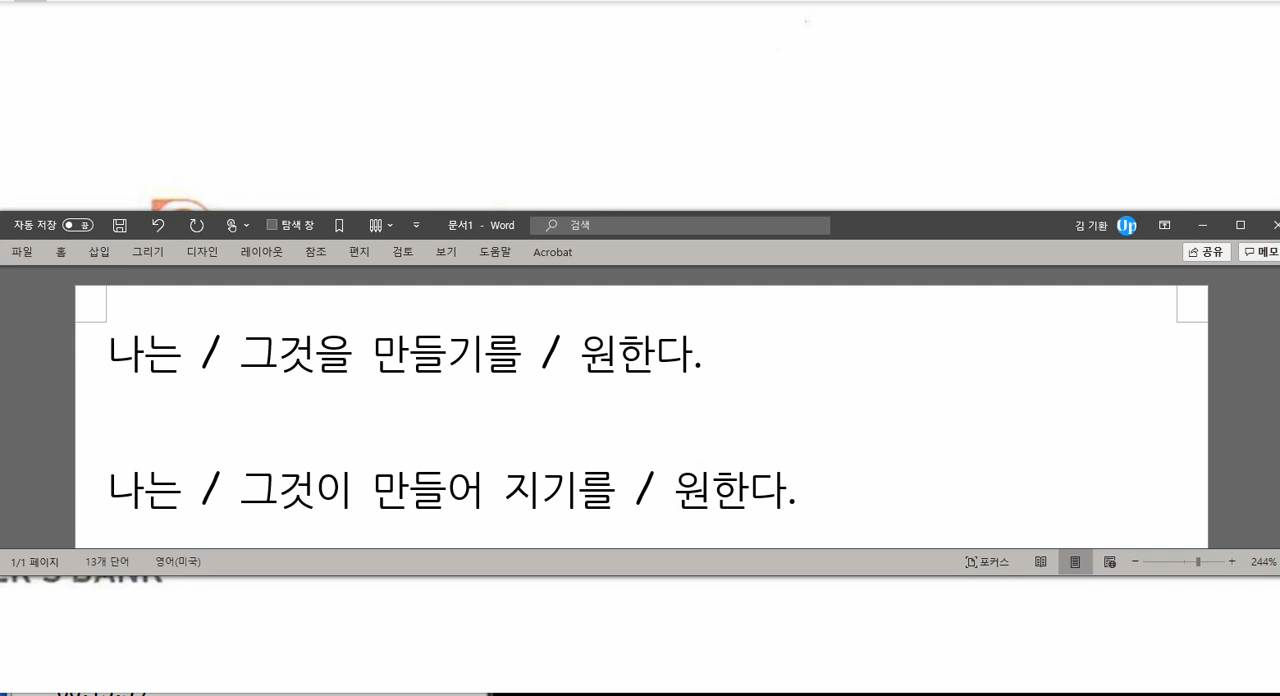 자동 저장 끔 탐색 창 문서1 - Word 검색 김 기환 Up
파일 홈 삽입 그리기 디자인 레이아웃 참조 편지 검토 보기 도움말 Acrobat 공유 메모
나는 / 그것을 만들기를 / 원한다.
나는 / 그것이 만들어 지기를 / 원한다.
1/1 페이지 13개 단어 영어(미국) 포커스 244%
BANK